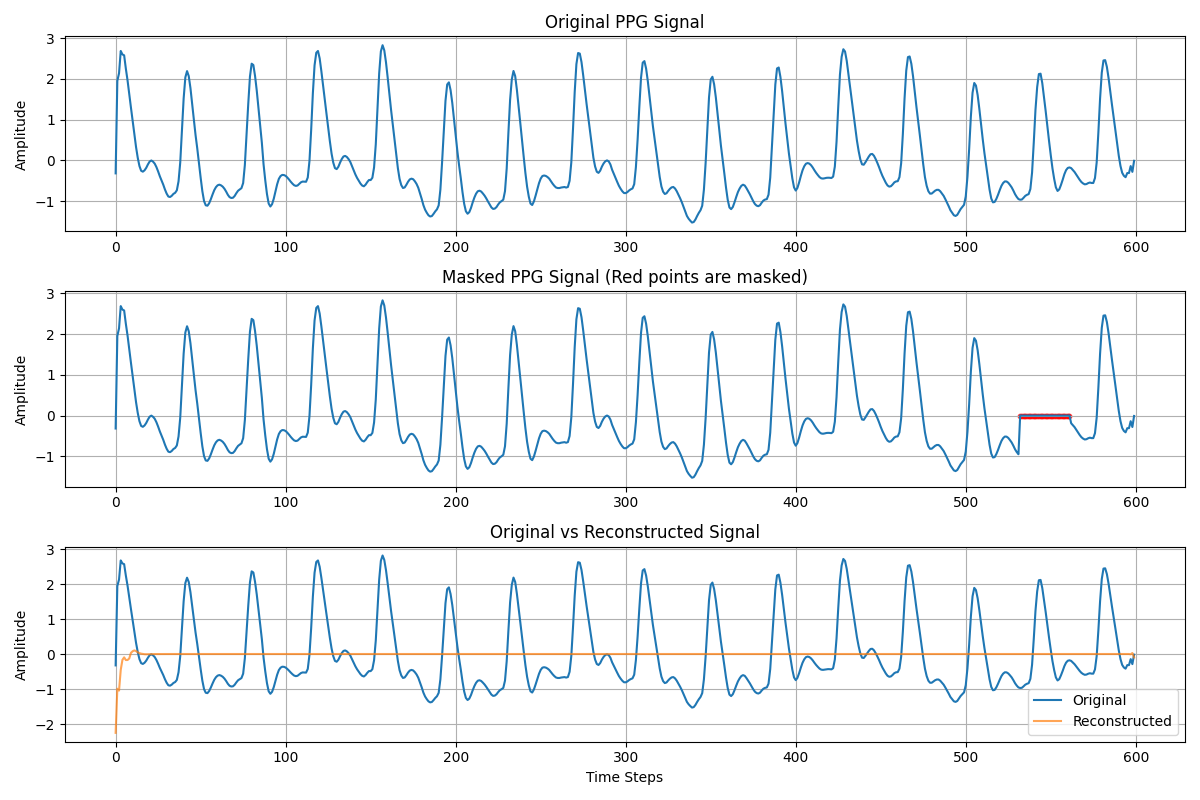 Original PPG Signal
3
2
1
0
−1
Amplitude
0 100 200 300 400 500 600
Masked PPG Signal (Red points are masked)
3
2
1
0
−1
Amplitude
0 100 200 300 400 500 600
Original vs Reconstructed Signal
3
2
1
0
−1
−2
Amplitude
Original
Reconstructed
0 100 200 300 400 500 600
Time Steps